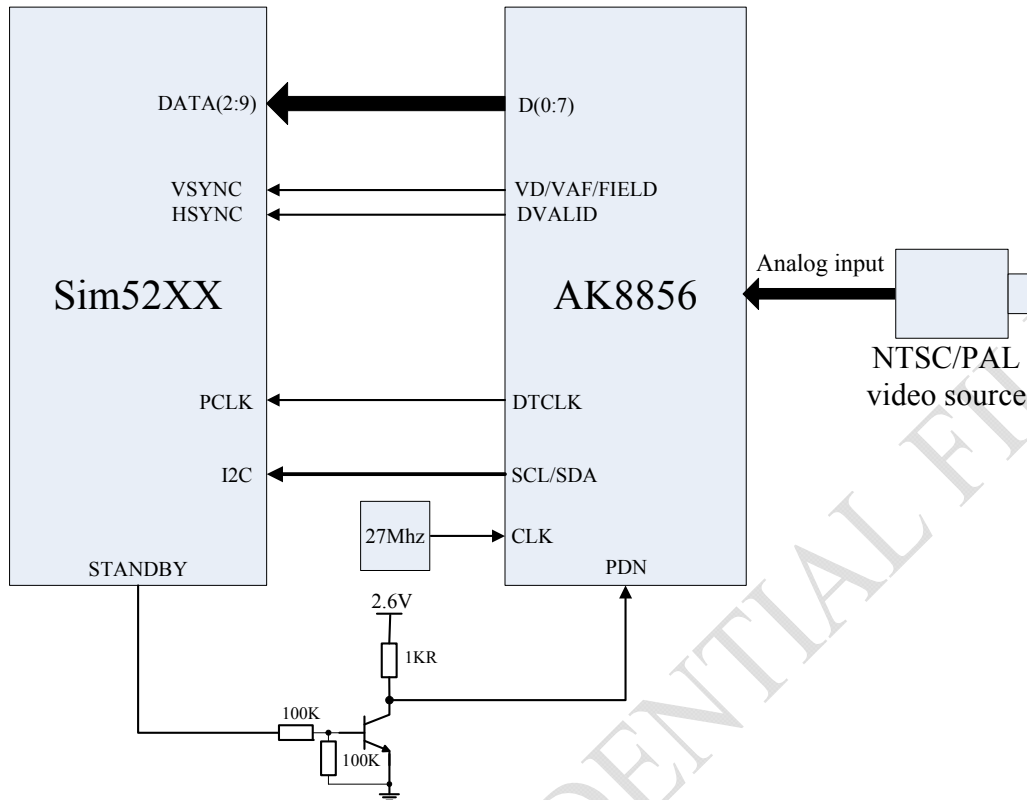 DATA(2:9)
D(0:7)
VSYNC
VD/VAF/FIELD
HSYNC
DVALID
Analog input
Sim52XX
AK8856
NTSC/PAL
video source
PCLK
DTCLK
I2C
SCL/SDA
27Mhz
CLK
STANDBY
PDN
2.6V
1KR
100K
100K